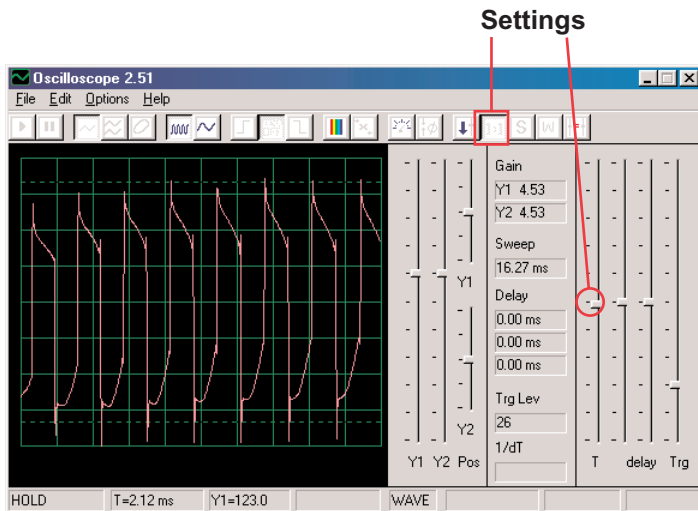 Settings
Oscilloscope 2.51
File Edit Options Help
Gain
Y1 4.53
Y2 4.53
Sweep
16.27 ms
Y1
Delay
0.00 ms
0.00 ms
0.00 ms
Trg Lev
26
Y2
1/dT
Y1 Y2 Pos
T delay Trg
HOLD T=2.12 ms Y1=123.0 WAVE